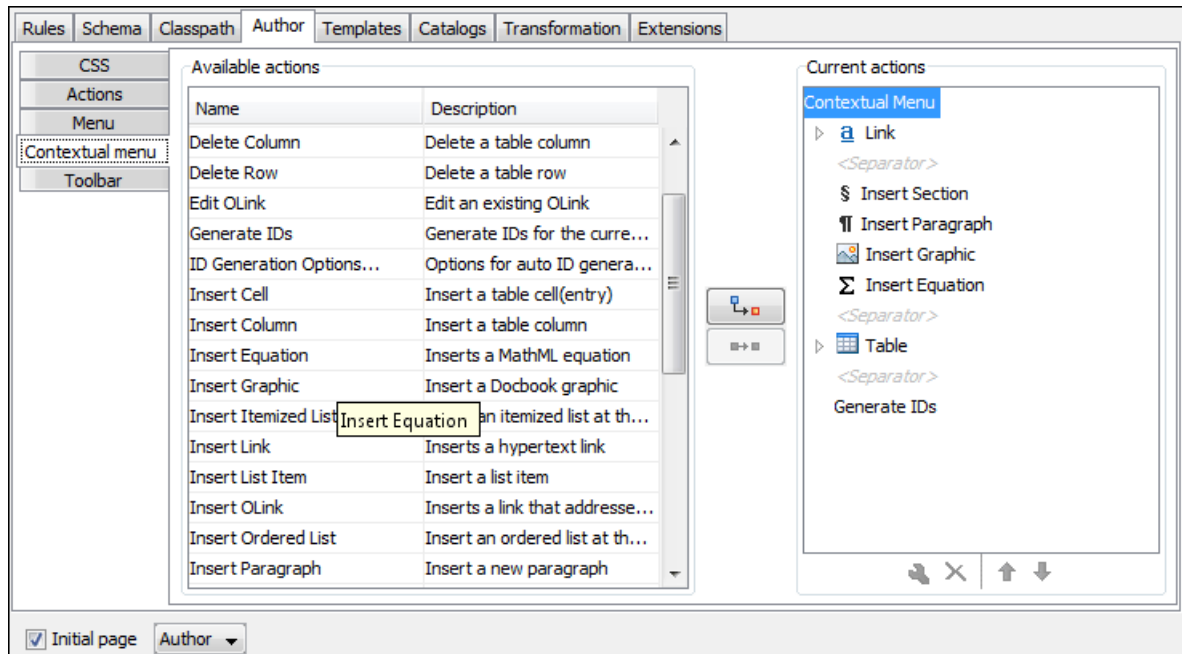 Rules Schema Classpath Author Templates Catalogs Transformation Extensions
CSS
Actions
Menu
Contextual menu
Toolbar
Available actions
Name Description
Delete Column Delete a table column
Delete Row Delete a table row
Edit OLink Edit an existing OLink
Generate IDs Generate IDs for the curre...
ID Generation Options... Options for auto ID genera...
Insert Cell Insert a table cell(entry)
Insert Column Insert a table column
Insert Equation Inserts a MathML equation
Insert Graphic Insert a Docbook graphic
Insert Itemized List an itemized list at th...
Insert Equation
Insert Link Inserts a hypertext link
Insert List Item Insert a list item
Insert OLink Inserts a link that addresse...
Insert Ordered List Insert an ordered list at th...
Insert Paragraph Insert a new paragraph
Current actions
Contextual Menu
a Link
<Separator>
§ Insert Section
¶ Insert Paragraph
Insert Graphic
Σ Insert Equation
<Separator>
Table
<Separator>
Generate IDs
Initial page Author